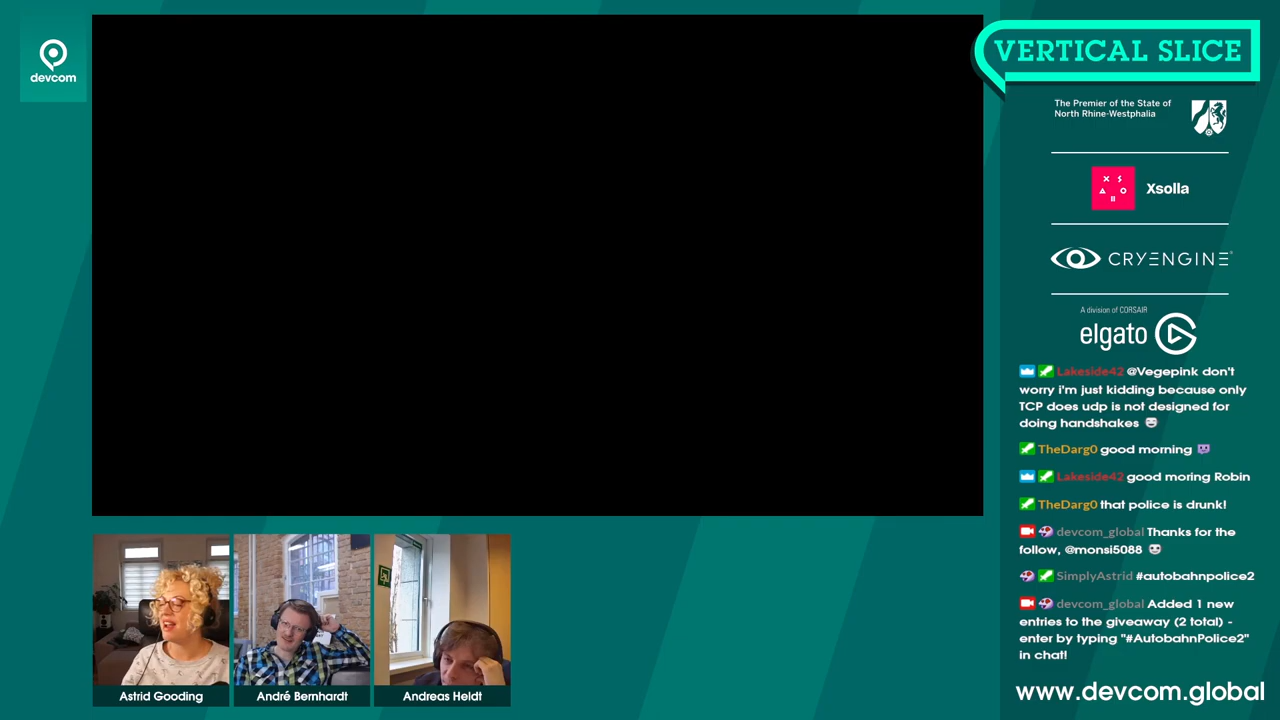 devcom
VERTICAL SLICE
The Premier of the State of
North Rhine-Westphalia
Xsolla
CRYENGINE
A division of CORSAIR
elgato
Lakeside42 @Vegepink don't
worry i'm just kidding because only
TCP does udp is not designed for
doing handshakes
TheDarg0 good morning
Lakeside42 good moring Robin
TheDarg0 that police is drunk!
devcom_global Thanks for the
follow, @monsi5088
SimplyAstrid #autobahnpolice2
devcom_global Added 1 new
entries to the giveaway (2 total) -
enter by typing "#AutobahnPolice2"
in chat!
www.devcom.global
Astrid Gooding
André Bernhardt
Andreas Heldt